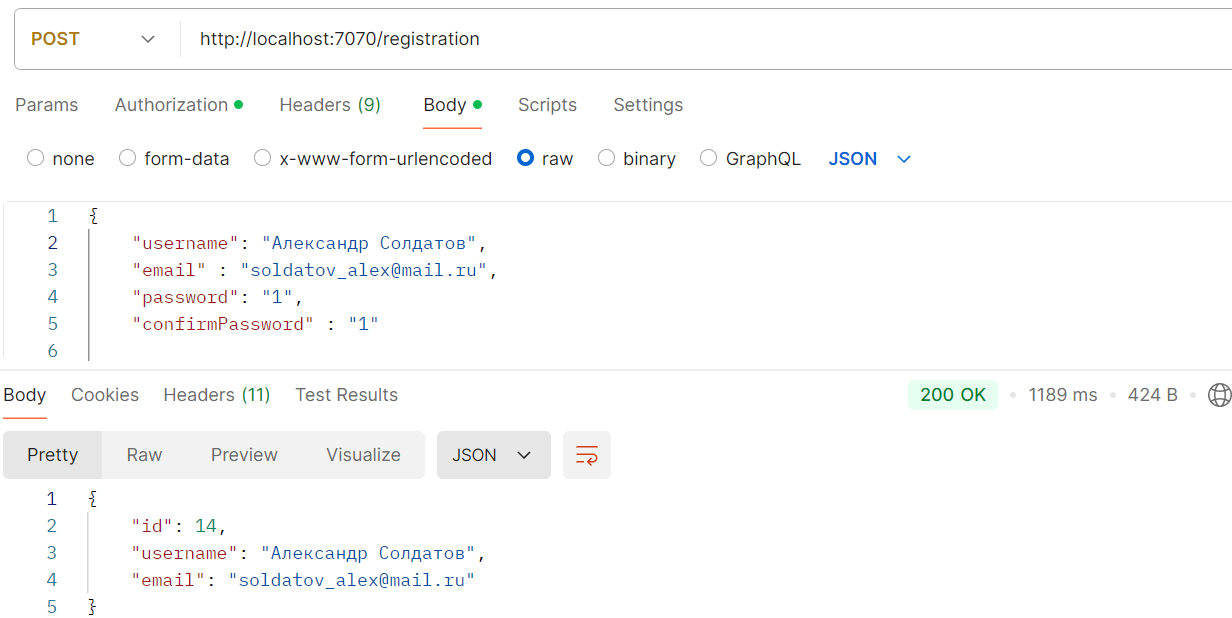 POST http://localhost:7070/registration
Params Authorization Headers (9) Body Scripts Settings
none form-data x-www-form-urlencoded raw binary GraphQL JSON
1 {
2 "username": "Александр Солдатов",
3 "email" : "soldatov_alex@mail.ru",
4 "password": "1",
5 "confirmPassword" : "1"
6
Body Cookies Headers (11) Test Results 200 OK 1189 ms 424 B
Pretty Raw Preview Visualize JSON
1 {
2 "id": 14,
3 "username": "Александр Солдатов",
4 "email": "soldatov_alex@mail.ru"
5 }